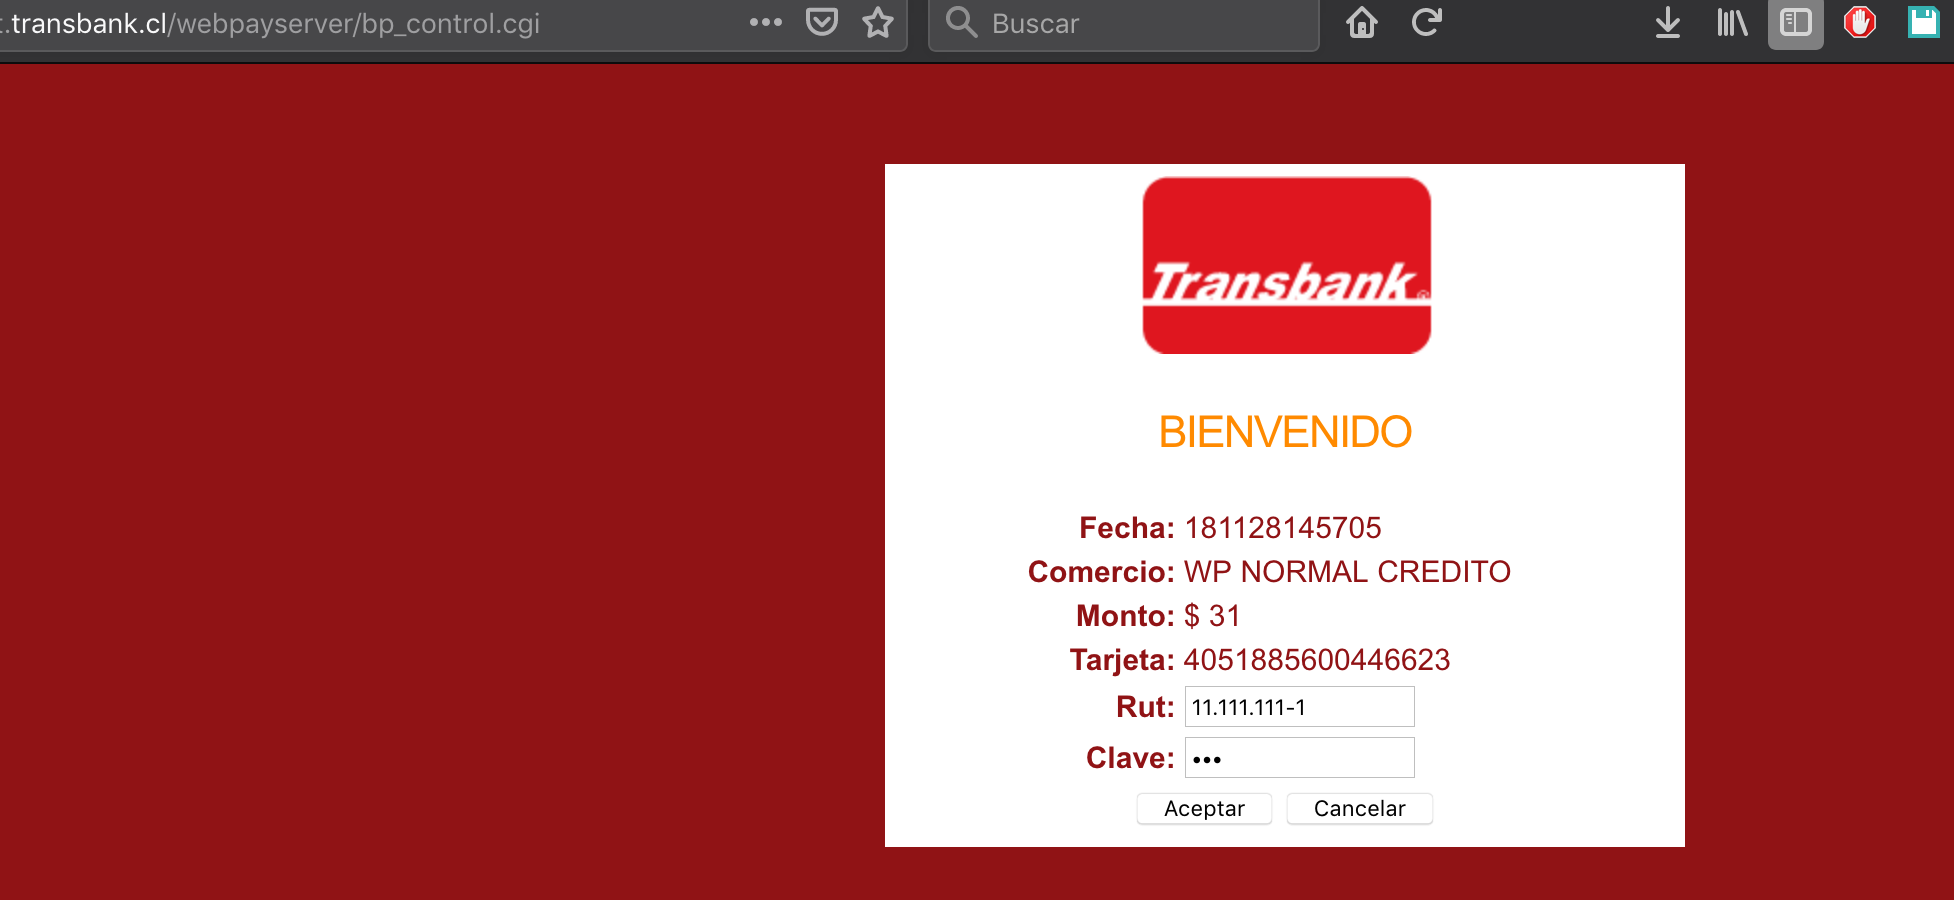 .transbank.cl/webpayserver/bp_control.cgi
Buscar
Transbank®
BIENVENIDO
Fecha: 181128145705
Comercio: WP NORMAL CREDITO
Monto: $ 31
Tarjeta: 4051885600446623
Rut: 11.111.111-1
Clave: •••
Aceptar Cancelar